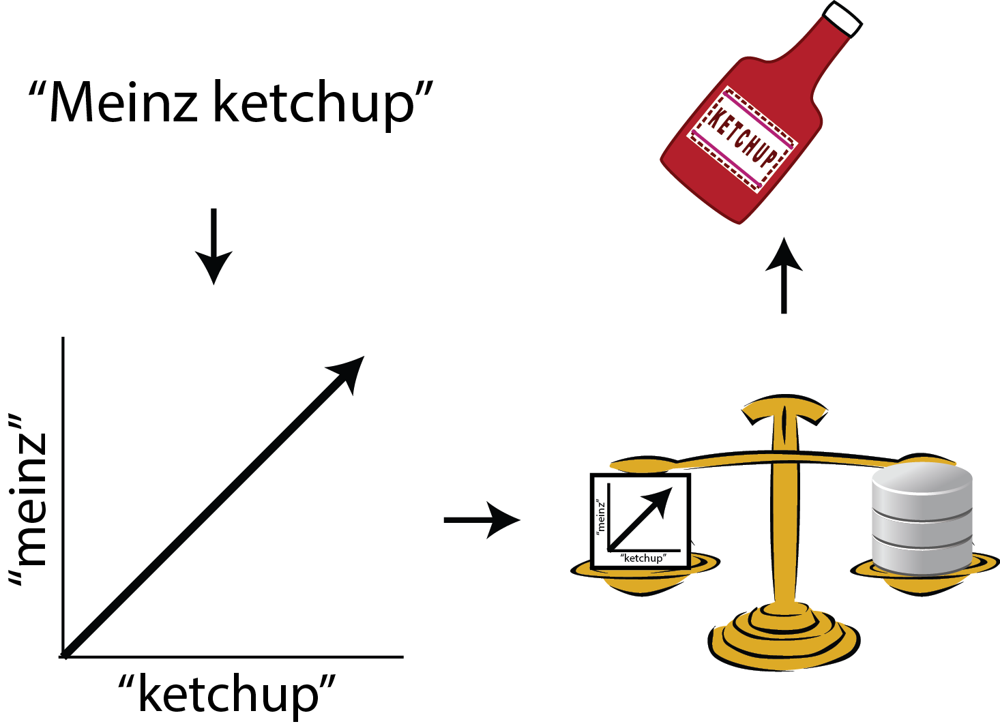 “Meinz ketchup”
KETCHUP
“meinz”
“ketchup”
“meinz”
“ketchup”